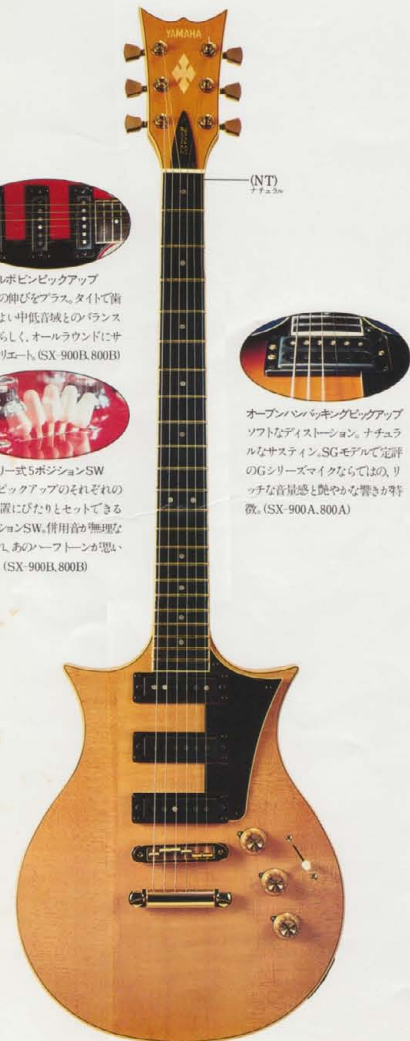 YAMAHA
(NT)
ナチュラル
ルボビンピックアップ
の伸びをプラス。タイトで歯
よい中低音域とのバランス
らしく、オールラウンドにサ
リエート。(SX-900B.800B)
リー式5ポジションSW
ピックアップのそれぞれの
置にぴたりとセットできる
ションSW。併用音が無理な
れ、あのハーフトーンが思い
(SX-900B.800B)
オープンハンバッキングピックアップ
ソフトなディストーション。ナチュラ
ルなサスティン。SGモデルで定評
のGシリーズマイクならではの、リ
ッチな音量感と艶やかな響きが特
徴。(SX-900A.800A)